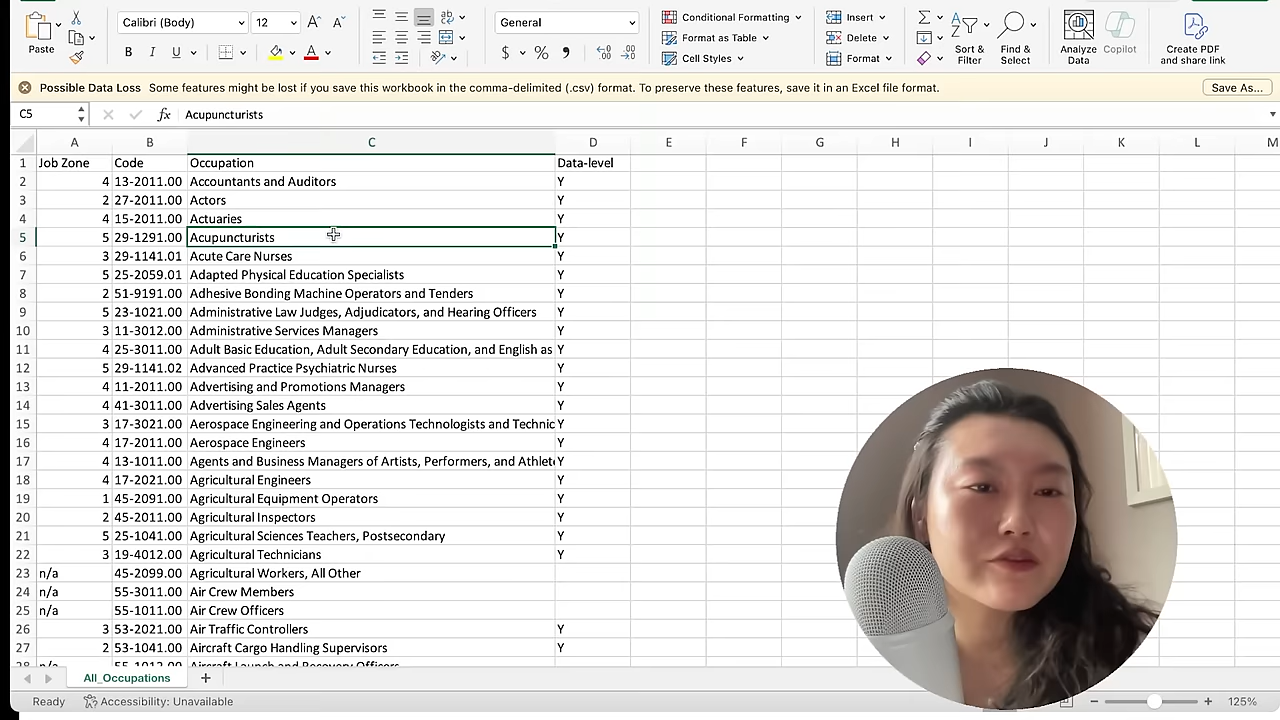 Calibri (Body) 12 A A ab General Conditional Formatting Insert Σ
Paste B I U A $ % Format as Table Delete Sort & Filter Find & Select Analyze Data Copilot Create PDF and share link
Cell Styles Format
Possible Data Loss Some features might be lost if you save this workbook in the comma-delimited (.csv) format. To preserve these features, save it in an Excel file format. Save As...
C5 fx Acupuncturists
A B C D E F G H I J K L M
1 Job Zone Code Occupation Data-level
2 4 13-2011.00 Accountants and Auditors Y
3 2 27-2011.00 Actors Y
4 4 15-2011.00 Actuaries Y
5 5 29-1291.00 Acupuncturists Y
6 3 29-1141.01 Acute Care Nurses Y
7 5 25-2059.01 Adapted Physical Education Specialists Y
8 2 51-9191.00 Adhesive Bonding Machine Operators and Tenders Y
9 5 23-1021.00 Administrative Law Judges, Adjudicators, and Hearing Officers Y
10 3 11-3012.00 Administrative Services Managers Y
11 4 25-3011.00 Adult Basic Education, Adult Secondary Education, and English as Y
12 5 29-1141.02 Advanced Practice Psychiatric Nurses Y
13 4 11-2011.00 Advertising and Promotions Managers Y
14 4 41-3011.00 Advertising Sales Agents Y
15 3 17-3021.00 Aerospace Engineering and Operations Technologists and Technic Y
16 4 17-2011.00 Aerospace Engineers Y
17 4 13-1011.00 Agents and Business Managers of Artists, Performers, and Athlet Y
18 4 17-2021.00 Agricultural Engineers Y
19 1 45-2091.00 Agricultural Equipment Operators Y
20 2 45-2011.00 Agricultural Inspectors Y
21 5 25-1041.00 Agricultural Sciences Teachers, Postsecondary Y
22 3 19-4012.00 Agricultural Technicians Y
23 n/a 45-2099.00 Agricultural Workers, All Other
24 n/a 55-3011.00 Air Crew Members
25 n/a 55-1011.00 Air Crew Officers
26 3 53-2021.00 Air Traffic Controllers Y
27 2 53-1041.00 Aircraft Cargo Handling Supervisors Y
28 n/a 55-1012.00 Aircraft Launch and Recovery Officers
All_Occupations +
Ready Accessibility: Unavailable 125%